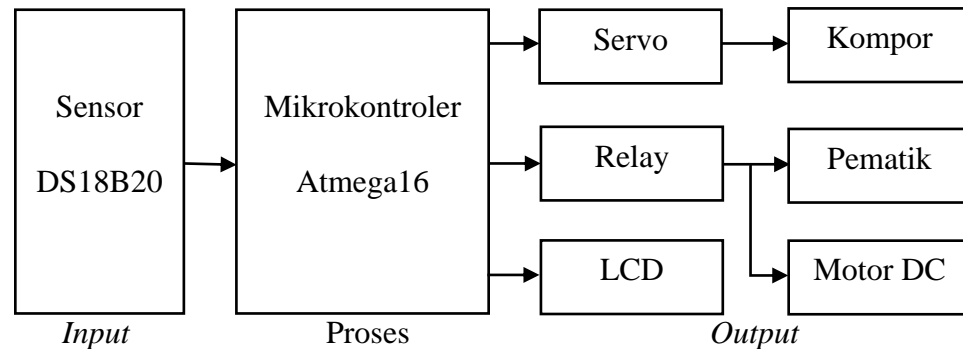 Sensor
DS18B20
Mikrokontroler
Atmega16
Servo
Kompor
Relay
Pematik
LCD
Motor DC
Input
Proses
Output